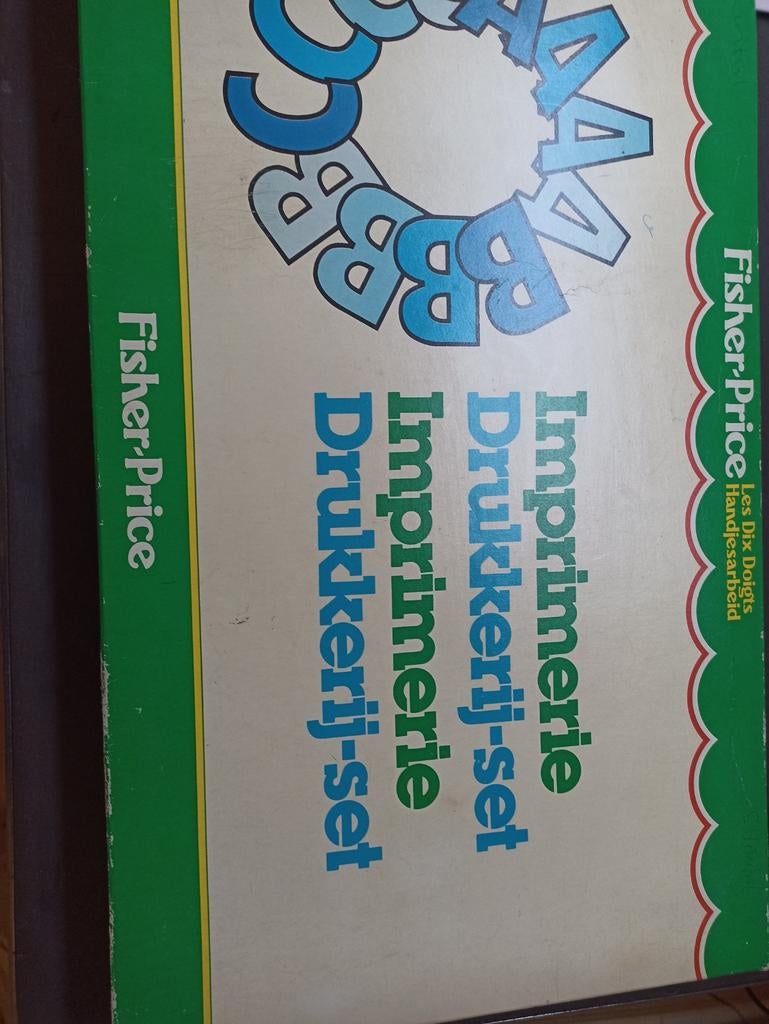 Fisher-Price Les Dix Doigts
Handjesarbeid
A A A A B B B B C C C
Imprimerie
Drukkerij-set
Imprimerie
Drukkerij-set
Fisher-Price